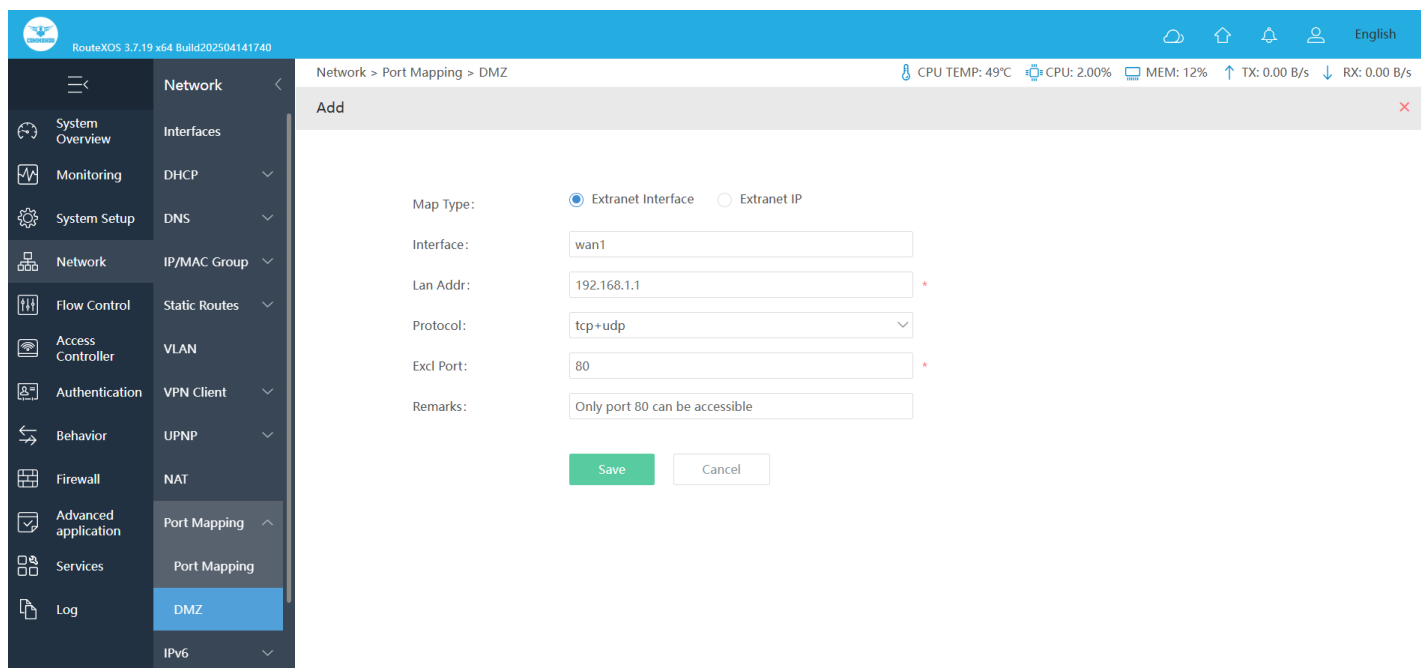 COMMANDO
RouteXOS 3.7.19 x64 Build202504141740
English
Network
Network > Port Mapping > DMZ
CPU TEMP: 49℃ CPU: 2.00% MEM: 12% TX: 0.00 B/s RX: 0.00 B/s
Add
System
Overview
Monitoring
System Setup
Network
Flow Control
Access
Controller
Authentication
Behavior
Firewall
Advanced
application
Services
Log
Interfaces
DHCP
DNS
IP/MAC Group
Static Routes
VLAN
VPN Client
UPNP
NAT
Port Mapping
Port Mapping
DMZ
IPv6
Map Type: Extranet Interface Extranet IP
Interface: wan1
Lan Addr: 192.168.1.1 *
Protocol: tcp+udp
Excl Port: 80 *
Remarks: Only port 80 can be accessible
Save Cancel